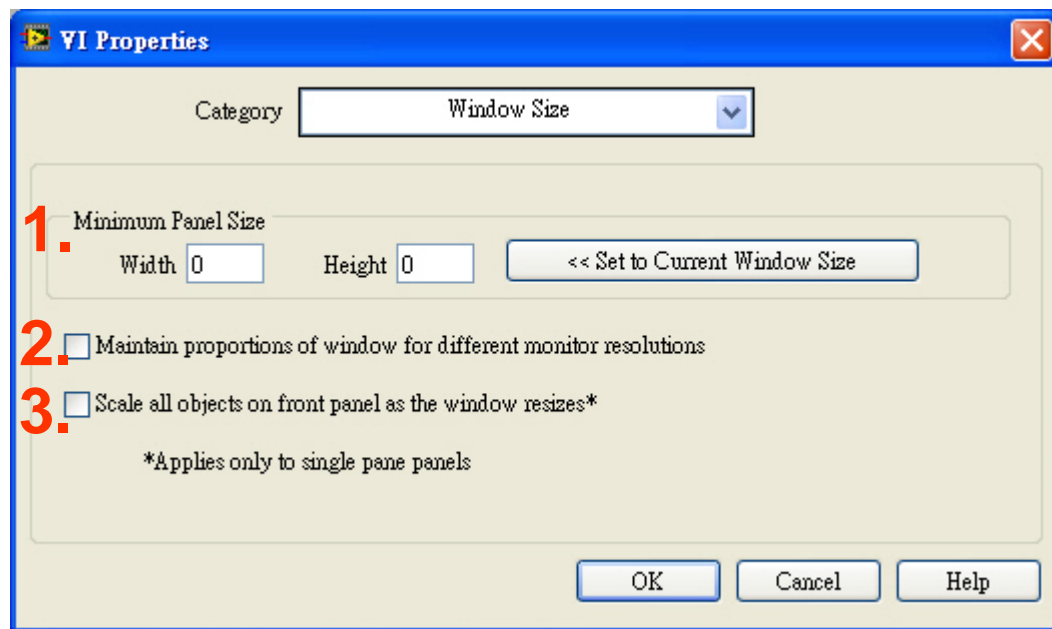 VI Properties
Category Window Size
1. Minimum Panel Size
Width 0 Height 0 << Set to Current Window Size
2. Maintain proportions of window for different monitor resolutions
3. Scale all objects on front panel as the window resizes*
*Applies only to single pane panels
OK Cancel Help